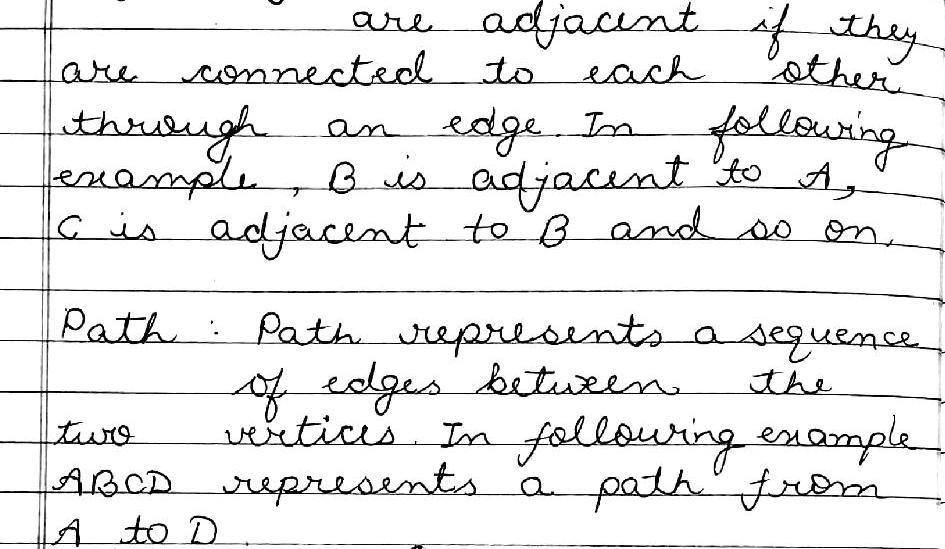 are adjacent if they
are connected to each other
through an edge. In following
example, B is adjacent to A,
C is adjacent to B and so on.
Path : Path represents a sequence
of edges between the
two vertices. In following example
ABCD represents a path from
A to D